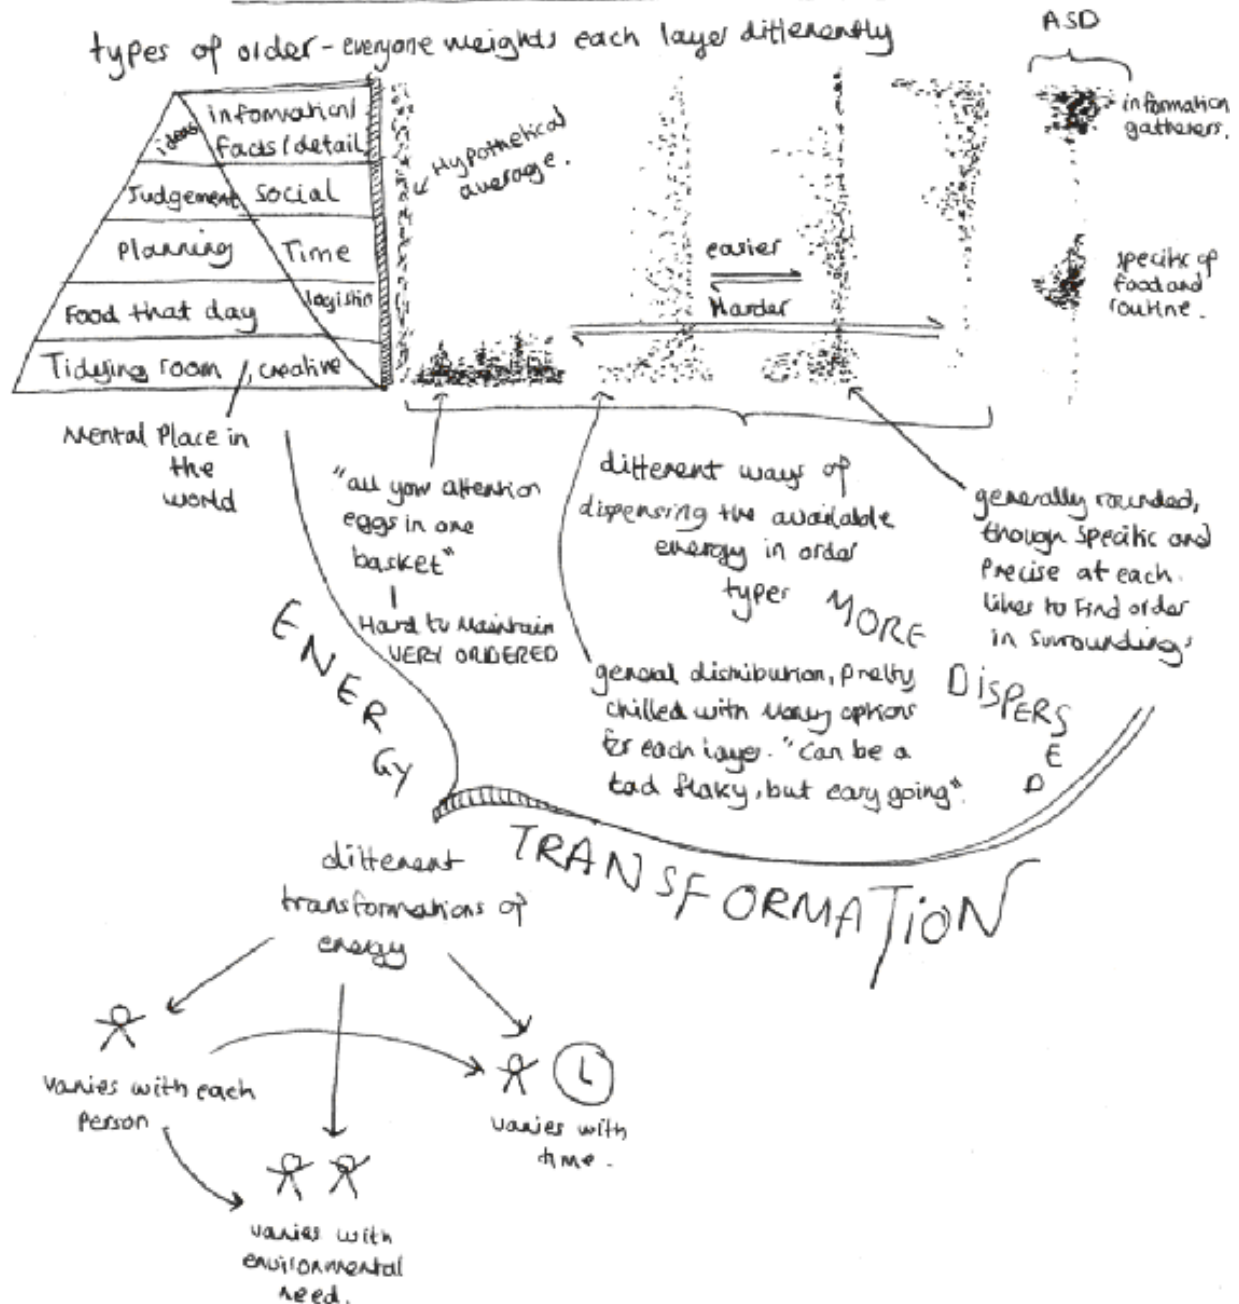 types of order - everyone weights each layer differently
ASD
ideas
information/
facts/detail
Judgement
social
Planning
Time
Food that day
logistic
Tidying room
, creative
Mental Place in
the
world
Hypothetical
average.
easier
Harder
information
gatherers.
specific of
food and
routine.
"all your attention
eggs in one
basket"
Hard to maintain
VERY ORDERED
different ways of
dispensing the available
energy in order
types
generally rounded,
though specific and
Precise at each.
likes to Find order
in surroundings
general distribution, pretty
chilled with many options
for each layer. "can be a
tad flaky, but easy going".
MORE
DISPERSED
ENERGY
TRANSFORMATION
different
transformations of
energy
varies with each
Person
varies with
time.
varies with
environmental
need.